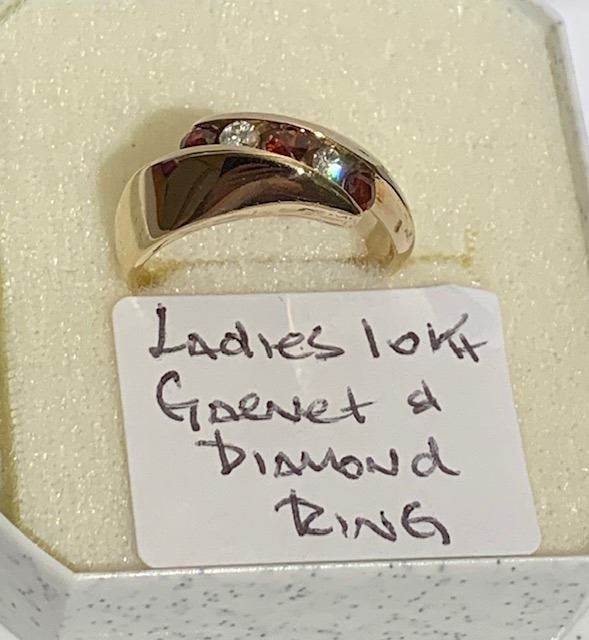 Ladies 10Kt
Garnet &
Diamond
Ring